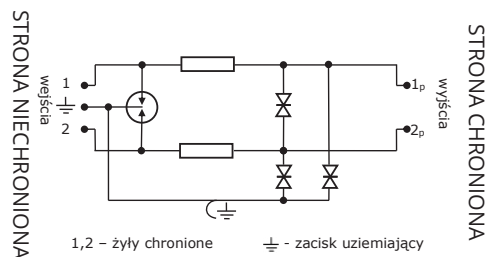 STRONA NIECHRONIONA
wejścia
1
2
1p
2p
wyjścia
STRONA CHRONIONA
1,2 – żyły chronione
- zacisk uziemiający